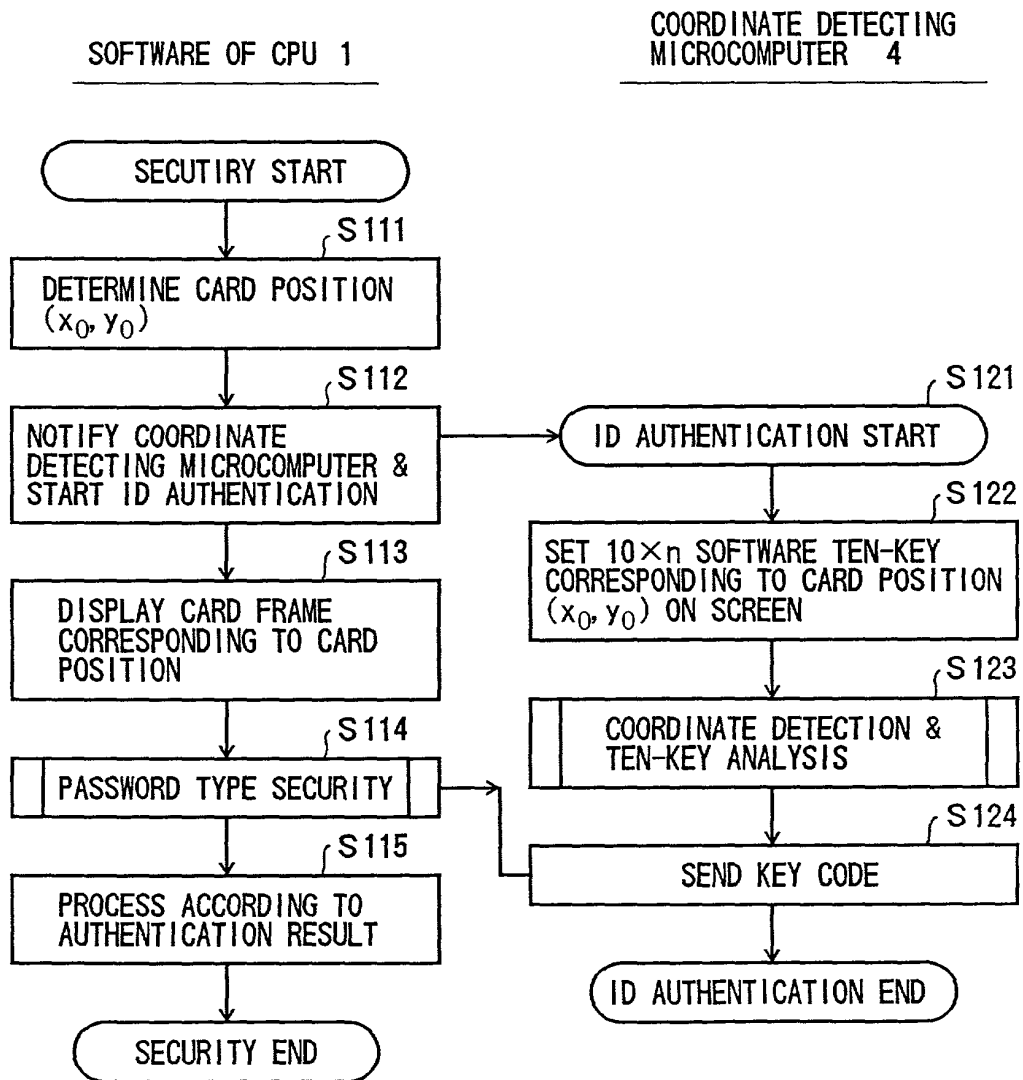 SOFTWARE OF CPU 1
COORDINATE DETECTING
MICROCOMPUTER 4
SECUTIRY START
S111
DETERMINE CARD POSITION
(x0, y0)
S112
NOTIFY COORDINATE
DETECTING MICROCOMPUTER &
START ID AUTHENTICATION
S113
DISPLAY CARD FRAME
CORRESPONDING TO CARD
POSITION
S114
PASSWORD TYPE SECURITY
S115
PROCESS ACCORDING TO
AUTHENTICATION RESULT
SECURITY END
S121
ID AUTHENTICATION START
S122
SET 10×n SOFTWARE TEN-KEY
CORRESPONDING TO CARD POSITION
(x0, y0) ON SCREEN
S123
COORDINATE DETECTION &
TEN-KEY ANALYSIS
S124
SEND KEY CODE
ID AUTHENTICATION END